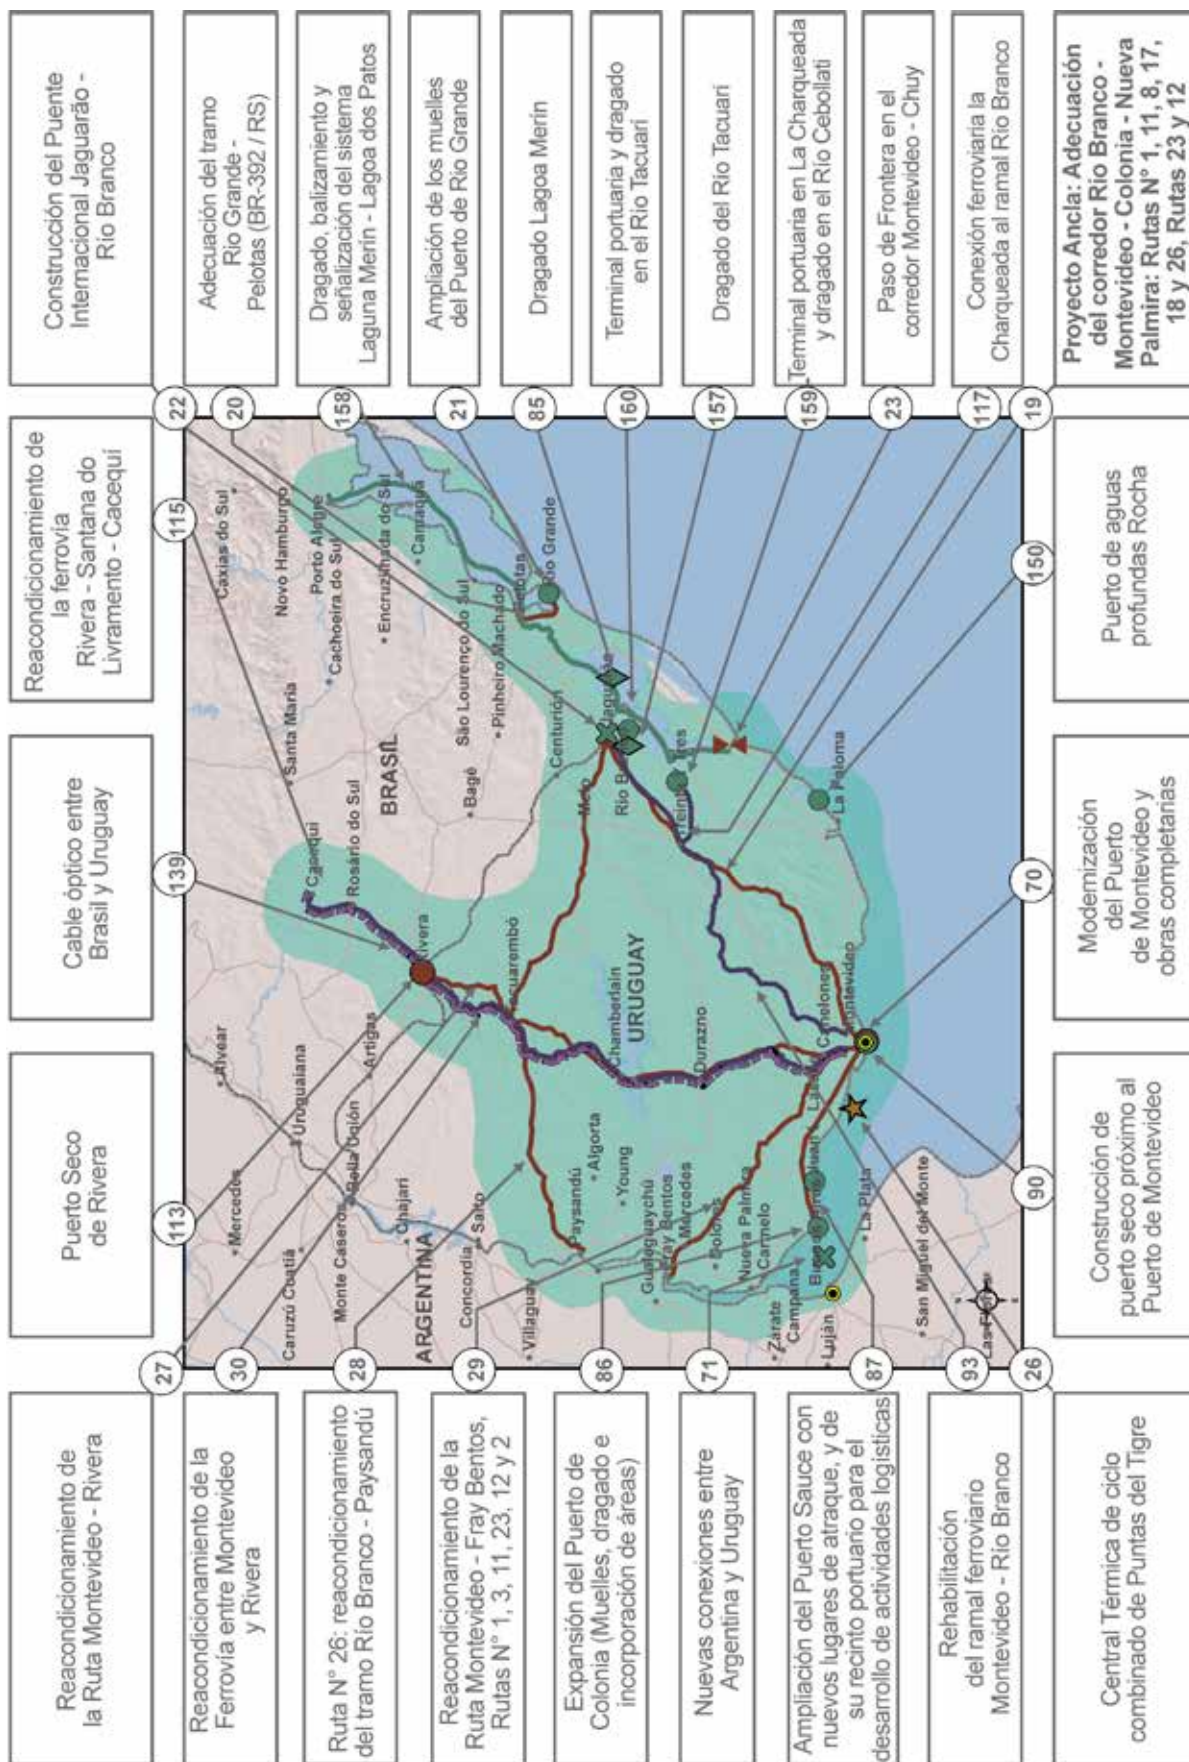 Reacondicionamiento de
la Ruta Montevideo - Rivera
27
Puerto Seco
de Rivera
113
Cable óptico entre
Brasil y Uruguay
139
Reacondicionamiento de
la ferrovia
Rivera - Santana do
Livramento - Cacequí
115
Construcción del Puente
Internacional Jaguarão -
Río Branco
22
Reacondicionamiento de la
Ferrovía entre Montevideo
y Rivera
30
Ruta N° 26: reacondicionamiento
del tramo Río Branco - Paysandú
28
Reacondicionamiento de la
Ruta Montevideo - Fray Bentos,
Rutas N° 1, 3, 11, 23, 12 y 2
29
Expansión del Puerto de
Colonia (Muelles, dragado e
incorporación de áreas)
86
Nuevas conexiones entre
Argentina y Uruguay
71
Ampliación del Puerto Sauce con
nuevos lugares de atraque, y de
su recinto portuario para el
desarrollo de actividades logísticas
87
Rehabilitación
del ramal ferroviario
Montevideo - Río Branco
93
Central Térmica de ciclo
combinado de Puntas del Tigre
26
Alvear
Mercedes
Uruguaiana
Caruzú Cuatiá
Artigas
Bella Unión
Monte Caseros
Chajarí
ARGENTINA
Concordia
Salto
Villaguay
Paysandú
Algorta
Young
Gualeguaychú
Fray Bentos
Mercedes
Dolores
Nueva Palmira
Carmelo
Zárate
Campana
Luján
La Plata
San Miguel del Monte
Caxias do Sul
Novo Hamburgo
Porto Alegre
Santa Maria
Cachoeira do Sul
Cacequi
Rosário do Sul
Encruzilhada do Sul
BRASIL
Camaquã
São Lourenço do Sul
Bagé
Pinheiro Machado
Rivera
Pelotas
Rio Grande
Centurión
Melo
Chamberlain
URUGUAY
Durazno
Canelones
Montevideo
La Paloma
Adecuación del tramo
Rio Grande -
Pelotas (BR-392 / RS)
20
Dragado, balizamiento y
señalización del sistema
Laguna Merín - Lagoa dos Patos
158
Ampliación de los muelles
del Puerto de Rio Grande
21
Dragado Lagoa Merín
85
Terminal portuaria y dragado
en el Río Tacuarí
160
Dragado del Río Tacuarí
157
Terminal portuaria en La Charqueada
y dragado en el Río Cebollatí
159
Paso de Frontera en el
corredor Montevideo - Chuy
23
Conexión ferroviaria la
Charqueada al ramal Río Branco
117
Proyecto Ancla: Adecuación
del corredor Río Branco -
Montevideo - Colonia - Nueva
Palmira: Rutas N° 1, 11, 8, 17,
18 y 26, Rutas 23 y 12
19
Construcción de
puerto seco próximo al
Puerto de Montevideo
90
Modernización
del Puerto
de Montevideo y
obras completarias
70
Puerto de aguas
profundas Rocha
150